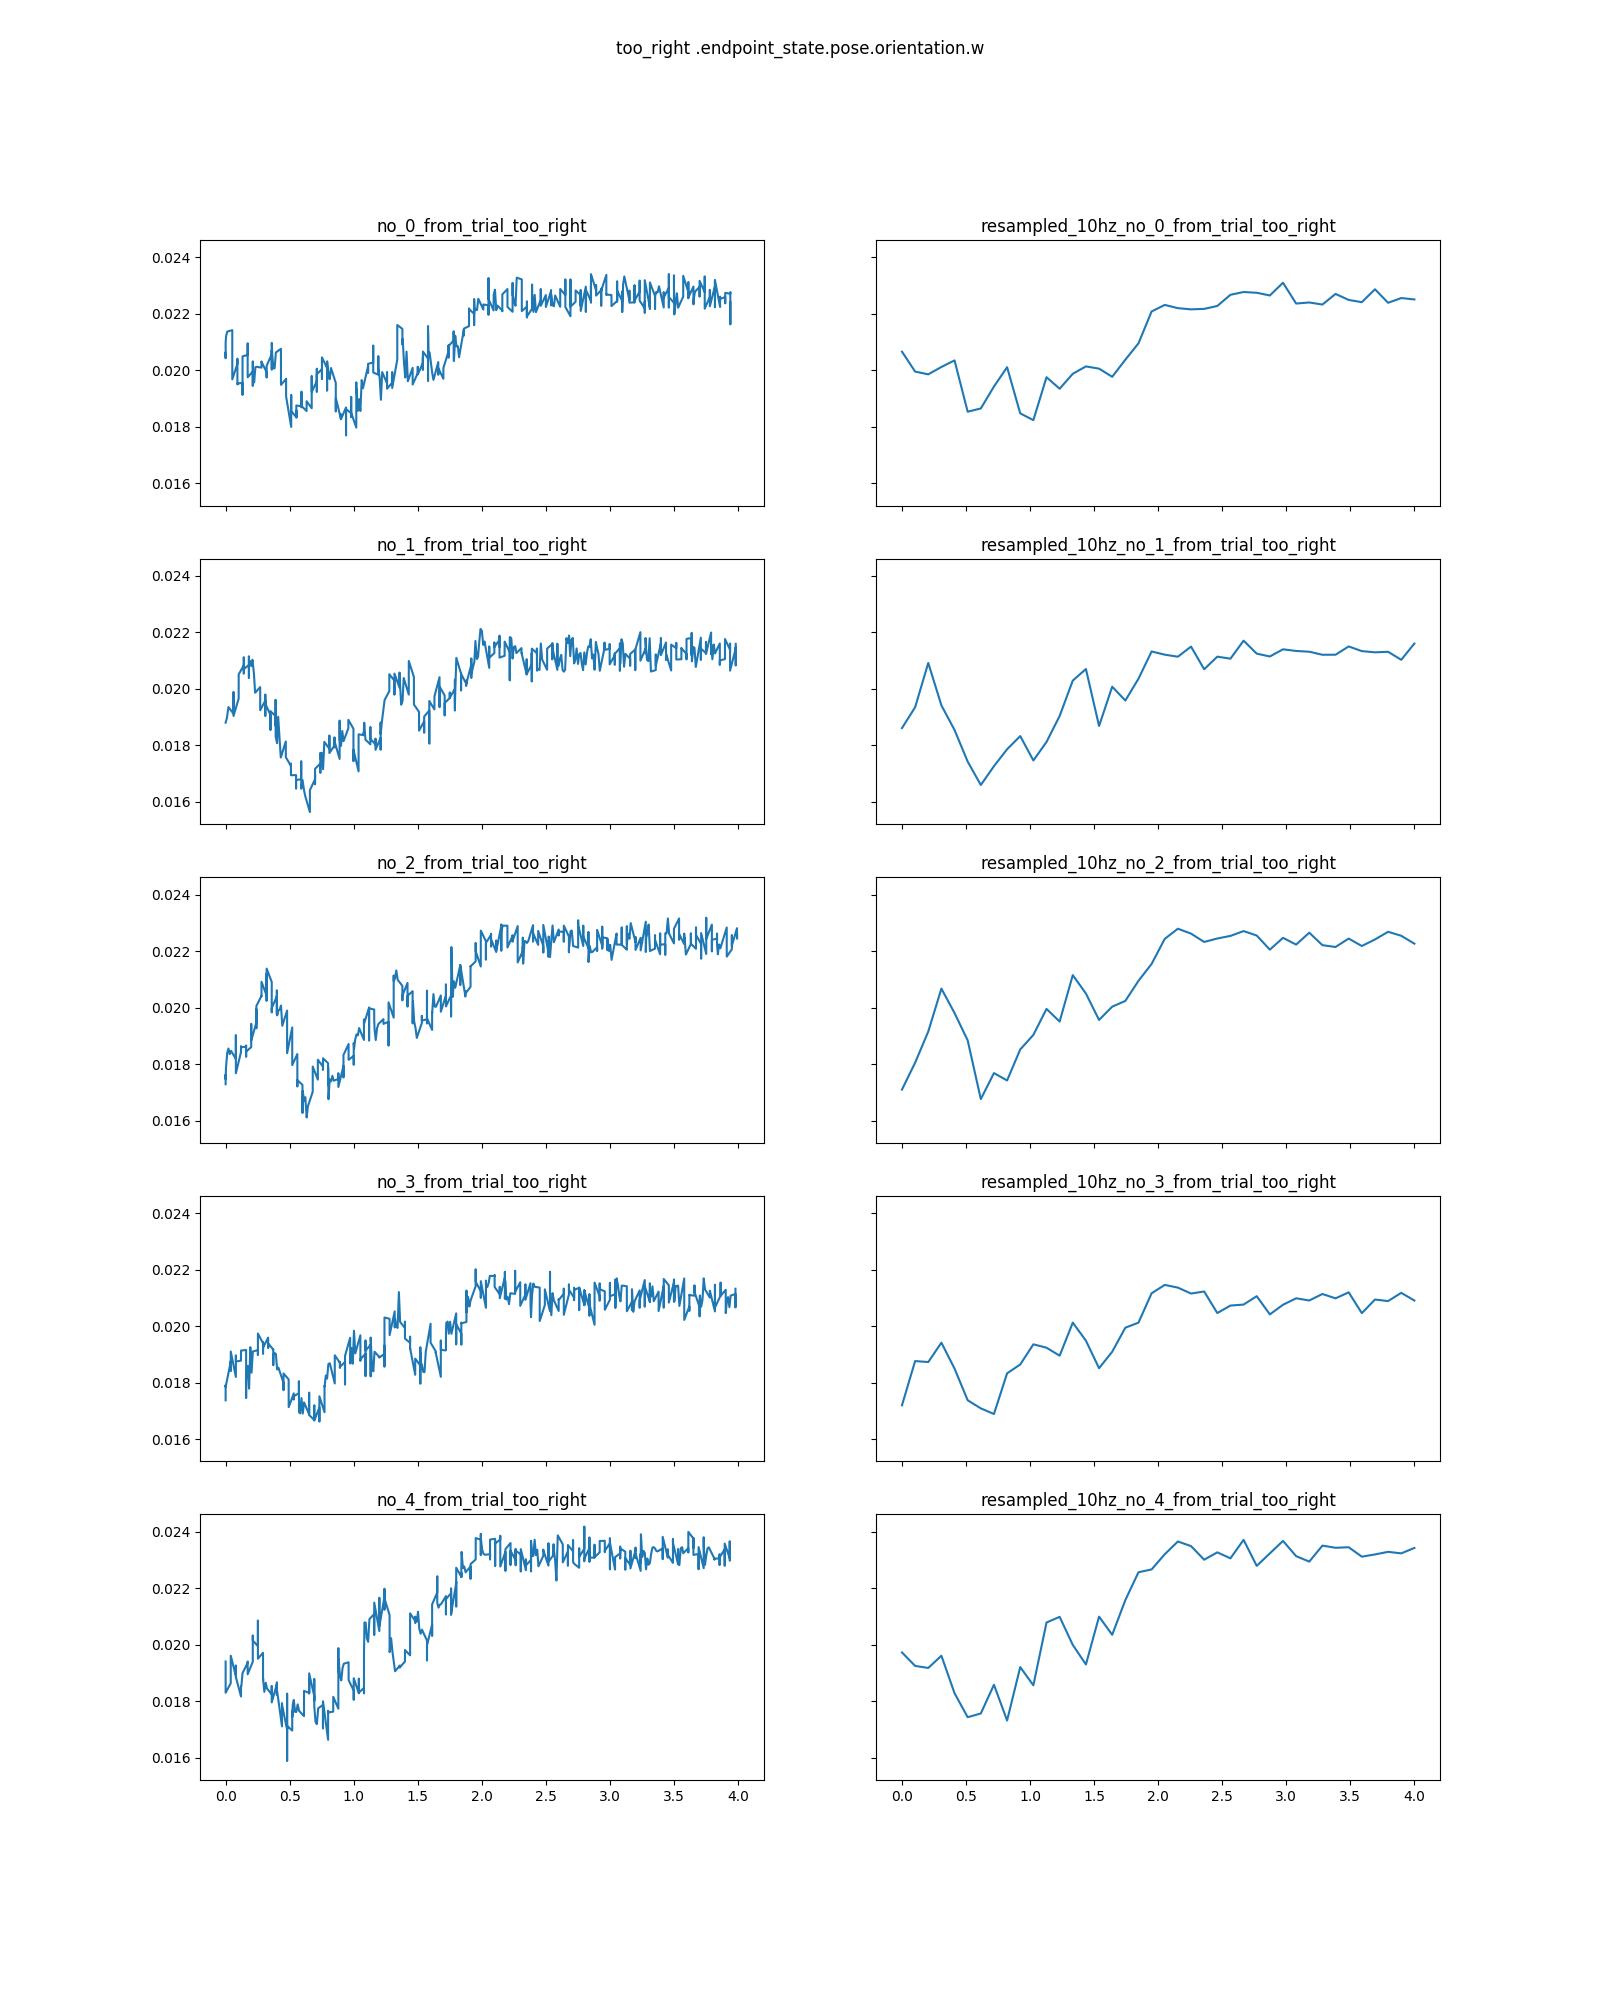 too_right .endpoint_state.pose.orientation.w
no_0_from_trial_too_right
resampled_10hz_no_0_from_trial_too_right
0.024
0.022
0.020
0.018
0.016
no_1_from_trial_too_right
resampled_10hz_no_1_from_trial_too_right
0.024
0.022
0.020
0.018
0.016
no_2_from_trial_too_right
resampled_10hz_no_2_from_trial_too_right
0.024
0.022
0.020
0.018
0.016
no_3_from_trial_too_right
resampled_10hz_no_3_from_trial_too_right
0.024
0.022
0.020
0.018
0.016
no_4_from_trial_too_right
resampled_10hz_no_4_from_trial_too_right
0.024
0.022
0.020
0.018
0.016
0.0 0.5 1.0 1.5 2.0 2.5 3.0 3.5 4.0
0.0 0.5 1.0 1.5 2.0 2.5 3.0 3.5 4.0